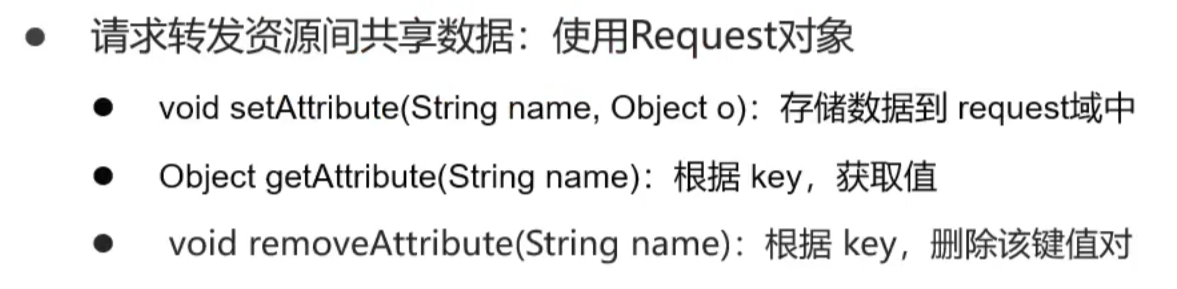 ● 请求转发资源间共享数据：使用Request对象
● void setAttribute(String name, Object o)：存储数据到 request域中
● Object getAttribute(String name)：根据 key，获取值
● void removeAttribute(String name)：根据 key，删除该键值对